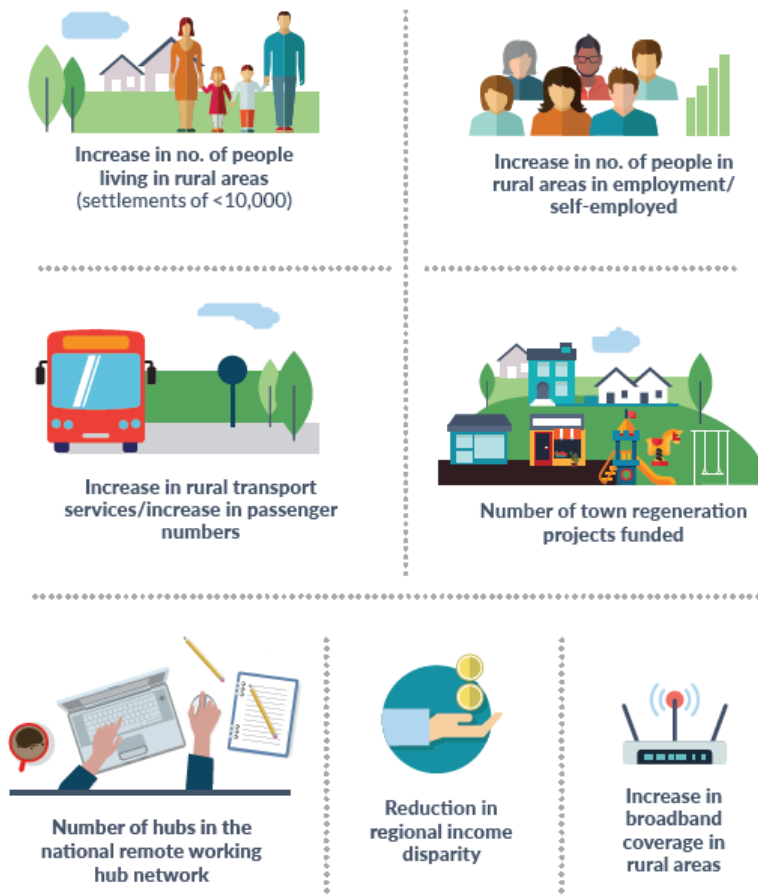 Increase in no. of people
living in rural areas
(settlements of <10,000)
Increase in no. of people in
rural areas in employment/
self-employed
Increase in rural transport
services/increase in passenger
numbers
Number of town regeneration
projects funded
Number of hubs in the
national remote working
hub network
Reduction in
regional income
disparity
Increase in
broadband
coverage in
rural areas